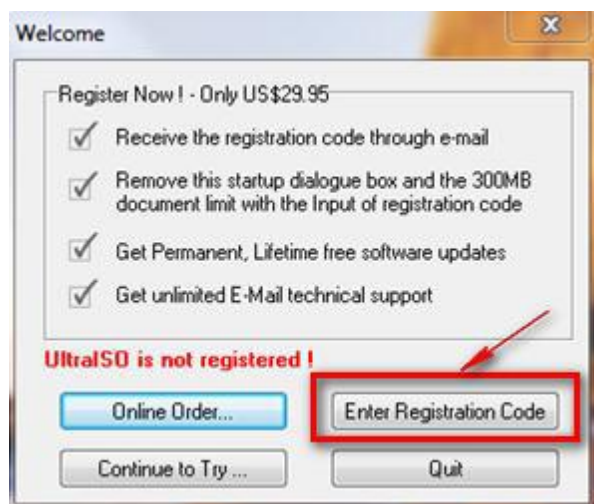 Welcome
Register Now ! - Only US$29.95
Receive the registration code through e-mail
Remove this startup dialogue box and the 300MB
document limit with the Input of registration code
Get Permanent, Lifetime free software updates
Get unlimited E-Mail technical support
UltraISO is not registered !
Online Order...
Enter Registration Code
Continue to Try ...
Quit